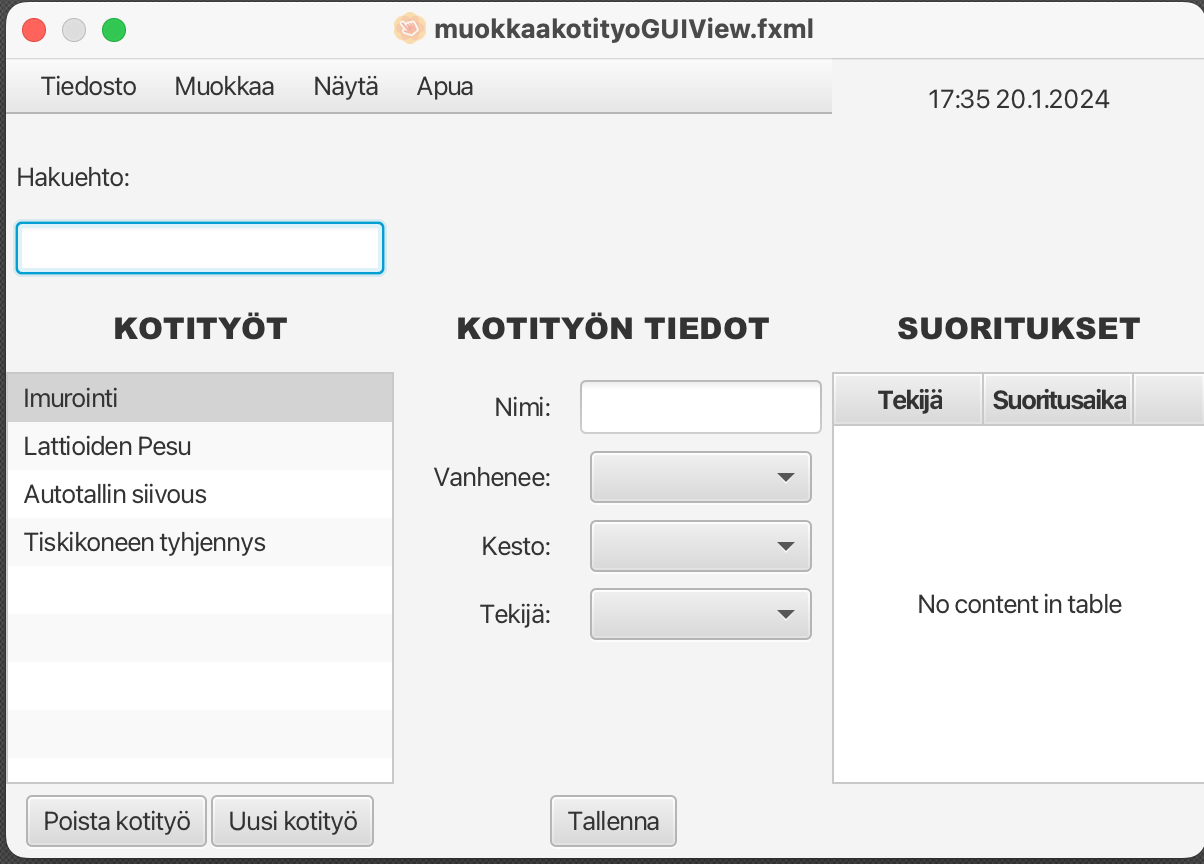 muokkaakotityoGUIView.fxml
Tiedosto Muokkaa Näytä Apua
17:35 20.1.2024
Hakuehto:
KOTITYÖT
KOTITYÖN TIEDOT
SUORITUKSET
Imurointi
Lattioiden Pesu
Autotallin siivous
Tiskikoneen tyhjennys
Nimi:
Vanhenee:
Kesto:
Tekijä:
Tekijä Suoritusaika
No content in table
Poista kotityö Uusi kotityö Tallenna